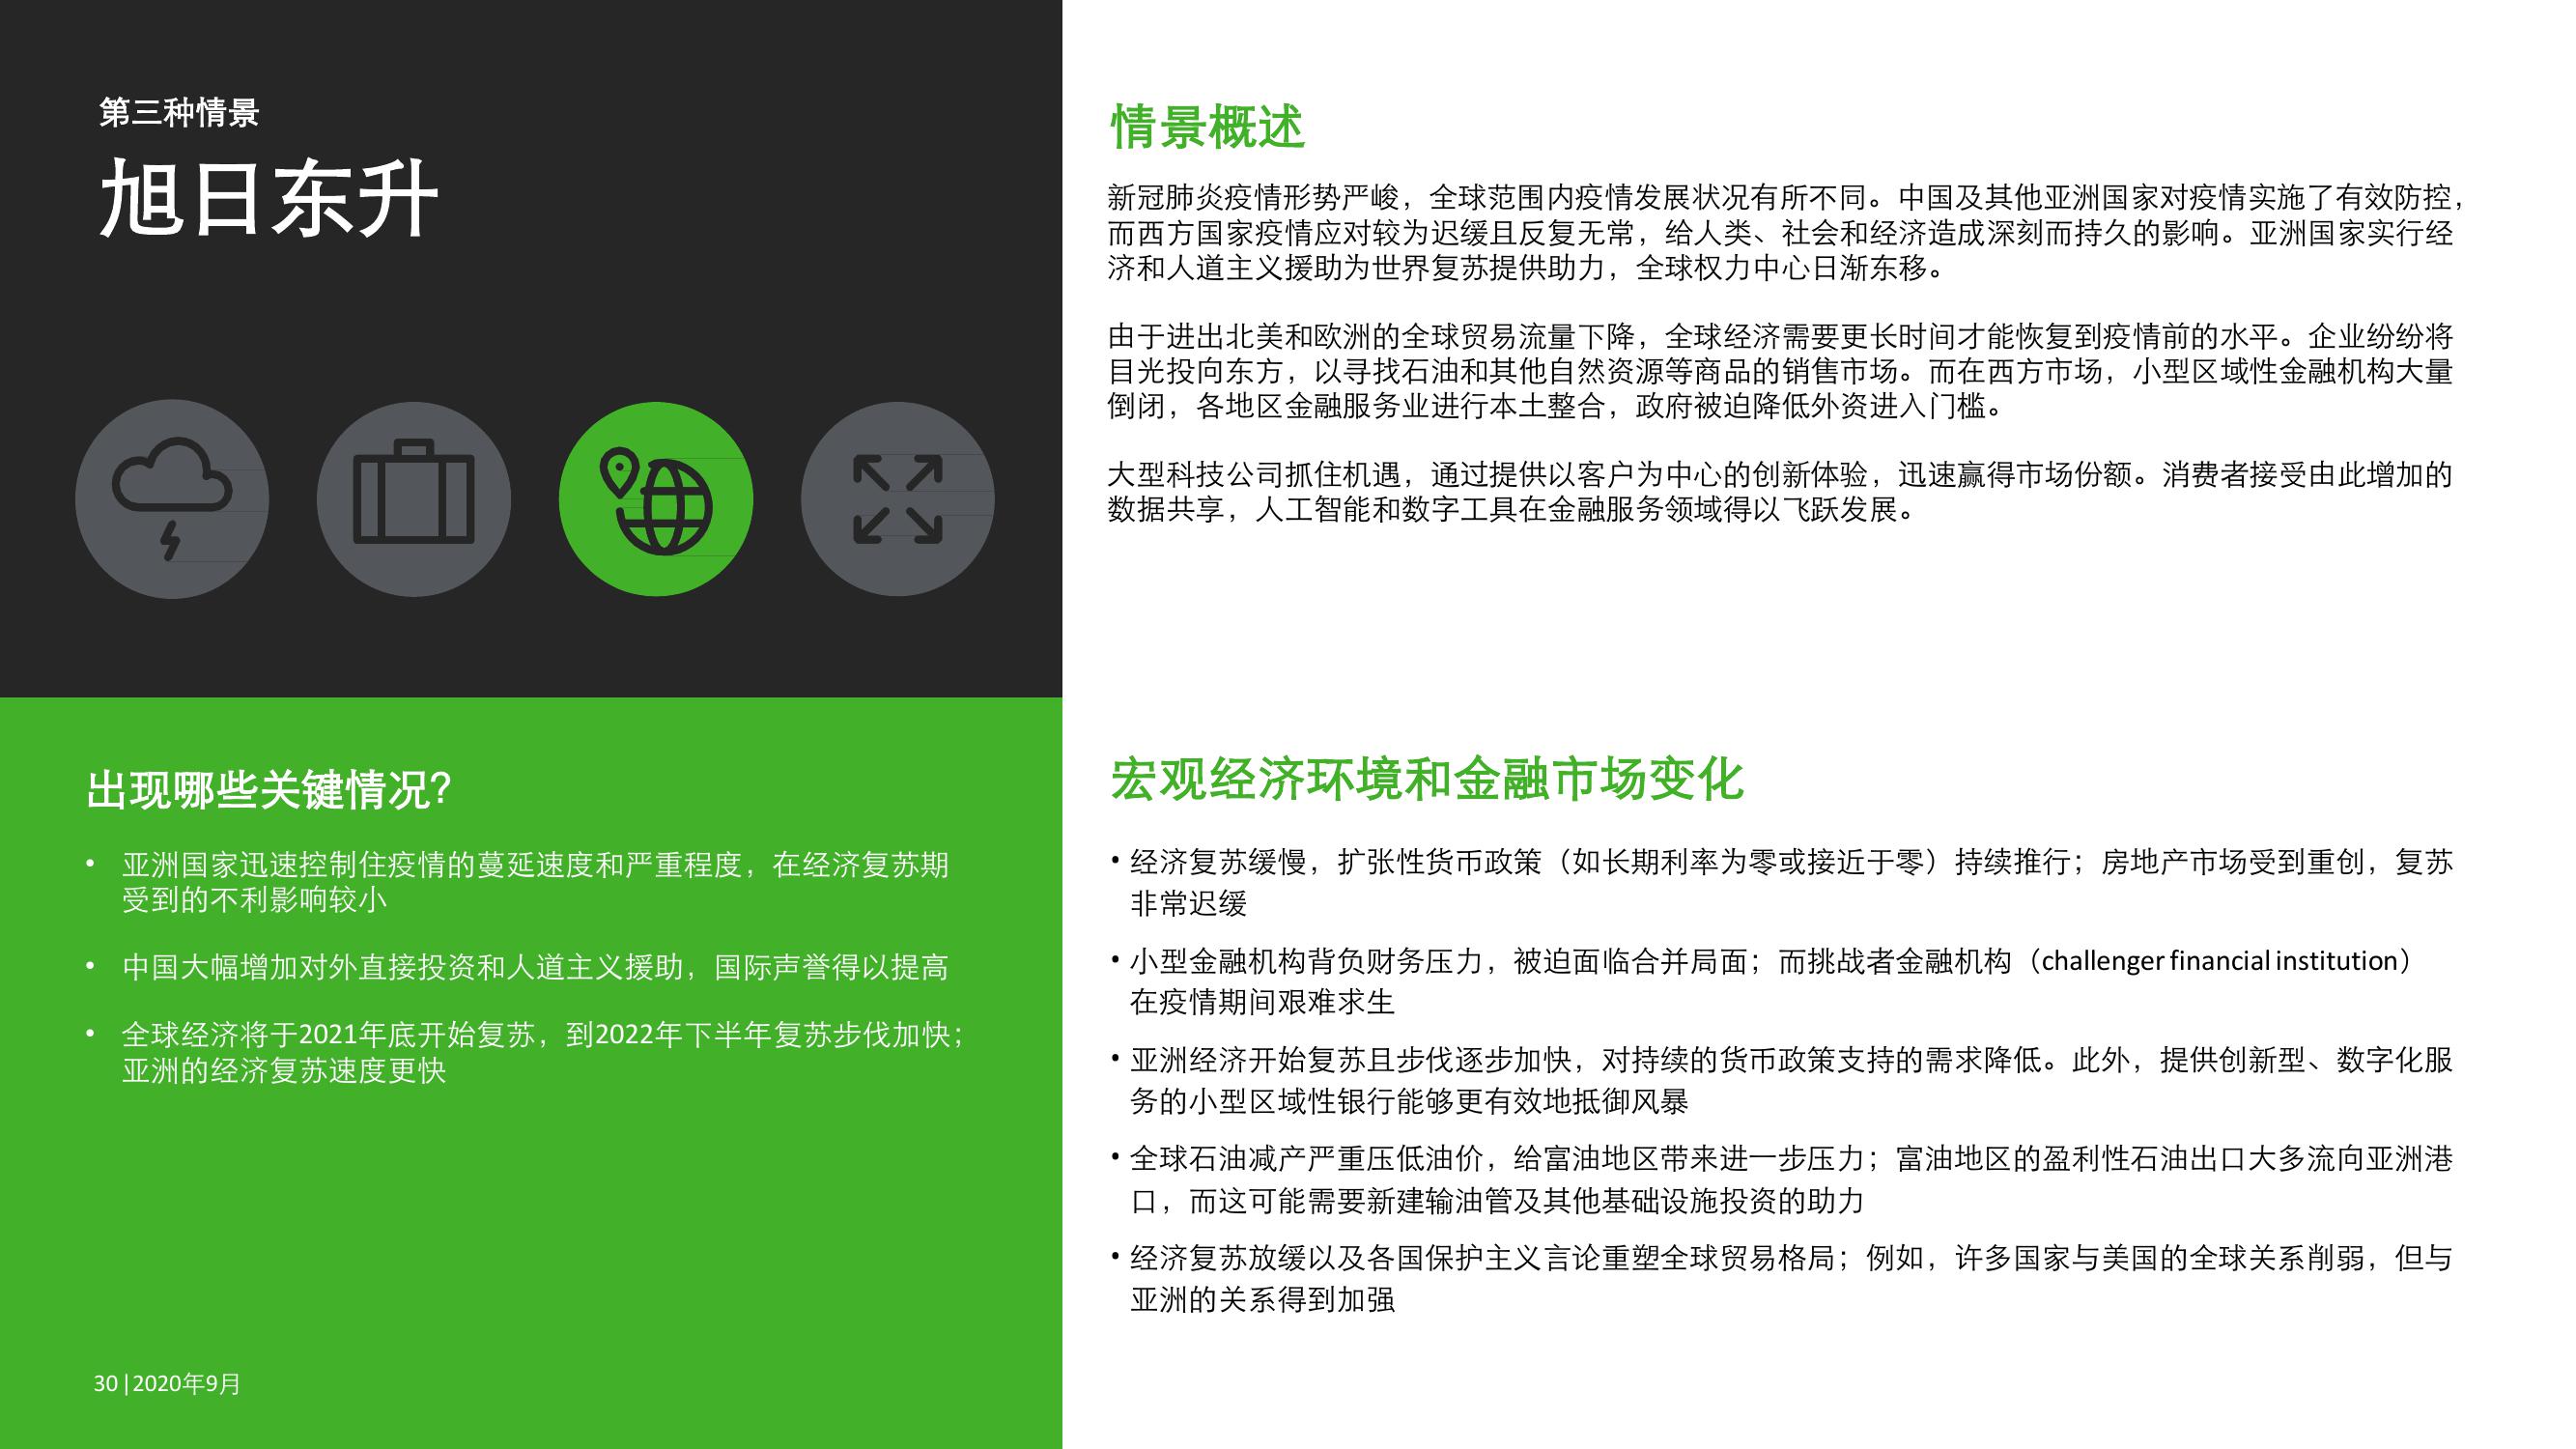 第三种情景
旭日东升
情景概述
新冠肺炎疫情形势严峻，全球范围内疫情发展状况有所不同。中国及其他亚洲国家对疫情实施了有效防控，
而西方国家疫情应对较为迟缓且反复无常，给人类、社会和经济造成深刻而持久的影响。亚洲国家实行经
济和人道主义援助为世界复苏提供助力，全球权力中心日渐东移。
由于进出北美和欧洲的全球贸易流量下降，全球经济需要更长时间才能恢复到疫情前的水平。企业纷纷将
目光投向东方，以寻找石油和其他自然资源等商品的销售市场。而在西方市场，小型区域性金融机构大量
倒闭，各地区金融服务业进行本土整合，政府被迫降低外资进入门槛。
大型科技公司抓住机遇，通过提供以客户为中心的创新体验，迅速赢得市场份额。消费者接受由此增加的
数据共享，人工智能和数字工具在金融服务领域得以飞跃发展。
出现哪些关键情况？
• 亚洲国家迅速控制住疫情的蔓延速度和严重程度，在经济复苏期
受到的不利影响较小
• 中国大幅增加对外直接投资和人道主义援助，国际声誉得以提高
• 全球经济将于2021年底开始复苏，到2022年下半年复苏步伐加快；
亚洲的经济复苏速度更快
宏观经济环境和金融市场变化
• 经济复苏缓慢，扩张性货币政策（如长期利率为零或接近于零）持续推行；房地产市场受到重创，复苏
非常迟缓
• 小型金融机构背负财务压力，被迫面临合并局面；而挑战者金融机构（challenger financial institution）
在疫情期间艰难求生
• 亚洲经济开始复苏且步伐逐步加快，对持续的货币政策支持的需求降低。此外，提供创新型、数字化服
务的小型区域性银行能够更有效地抵御风暴
• 全球石油减产严重压低油价，给富油地区带来进一步压力；富油地区的盈利性石油出口大多流向亚洲港
口，而这可能需要新建输油管及其他基础设施投资的助力
• 经济复苏放缓以及各国保护主义言论重塑全球贸易格局；例如，许多国家与美国的全球关系削弱，但与
亚洲的关系得到加强
30 | 2020年9月